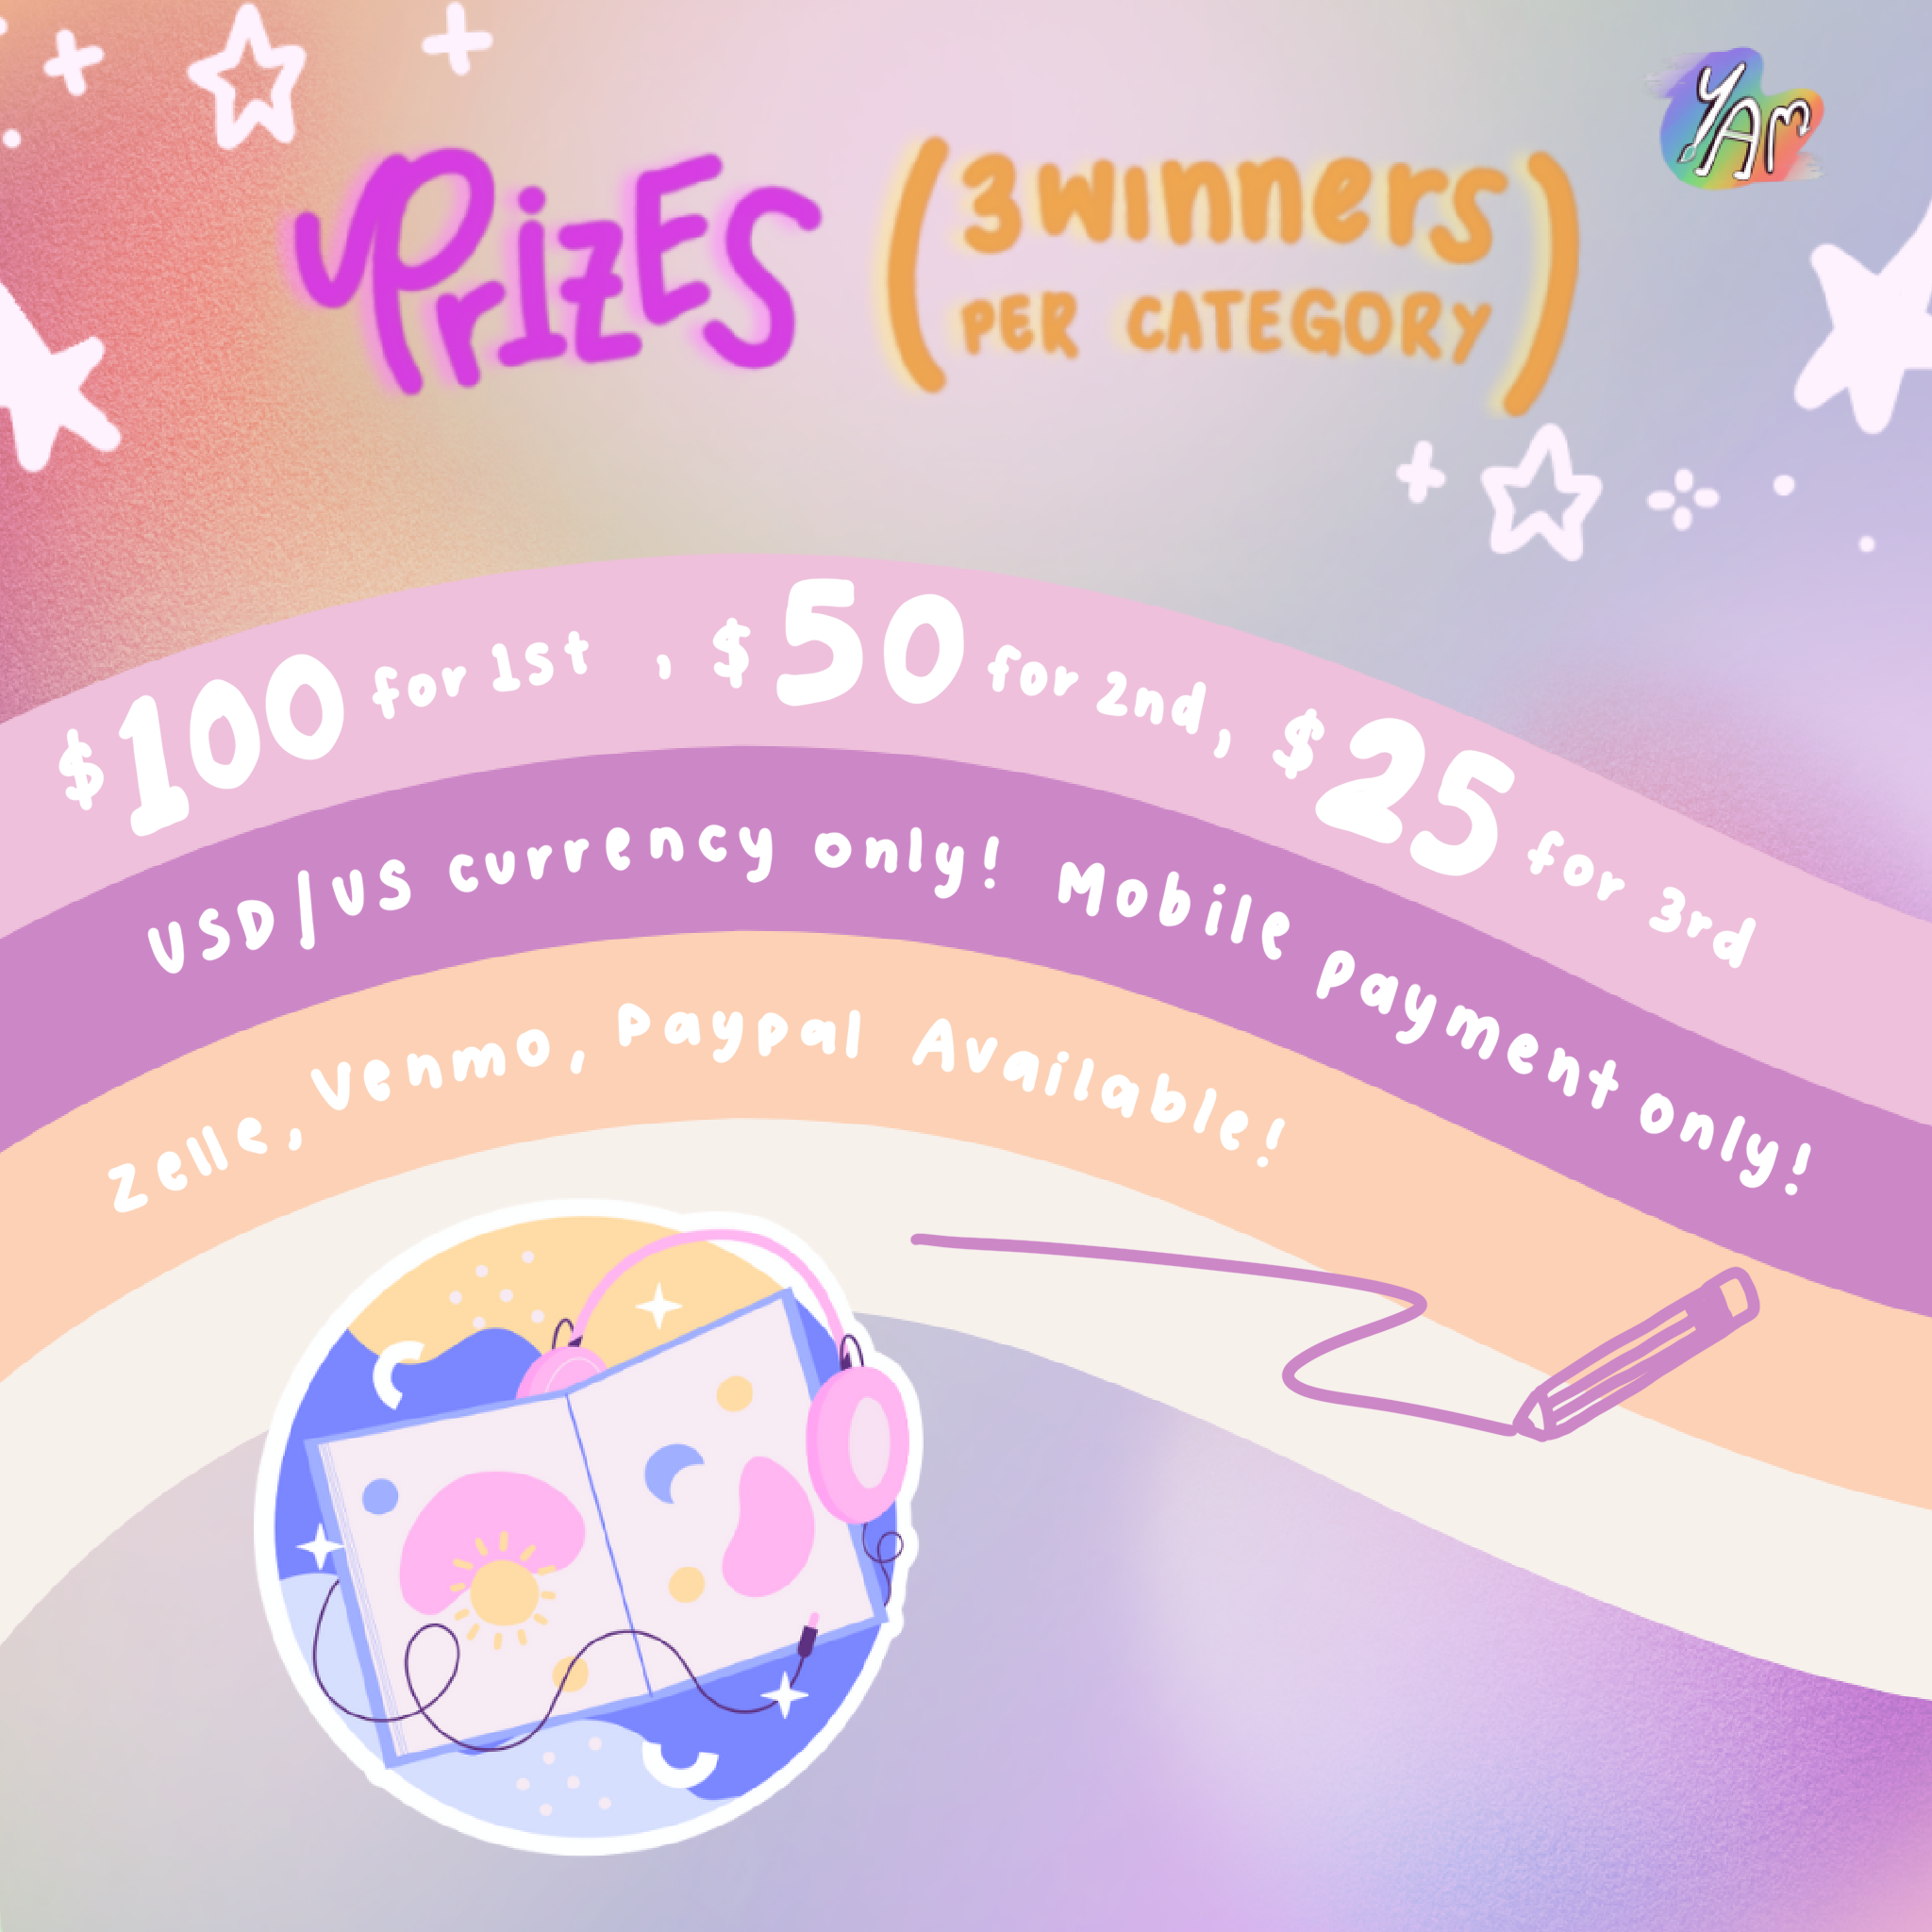 YAM
PrizES
(3 winners
PER CATEGORY)
$100 for 1st , $50 for 2nd, $25 for 3rd
USD/US currency only! Mobile payment only!
Zelle, Venmo, Paypal Available!